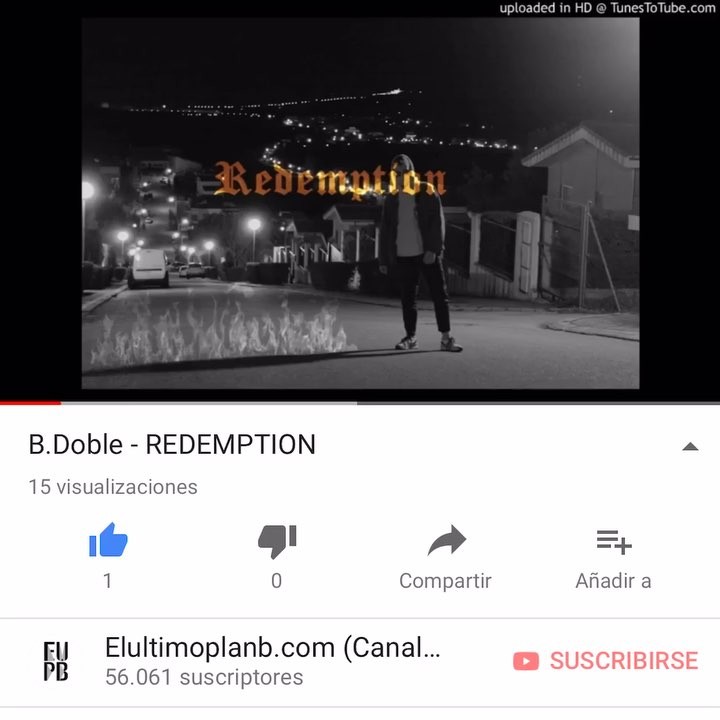 uploaded in HD @ TunesToTube.com
Redemption
B.Doble - REDEMPTION
15 visualizaciones
1
0
Compartir
Añadir a
EU
PB
Elultimoplanb.com (Canal...
56.061 suscriptores
SUSCRIBIRSE